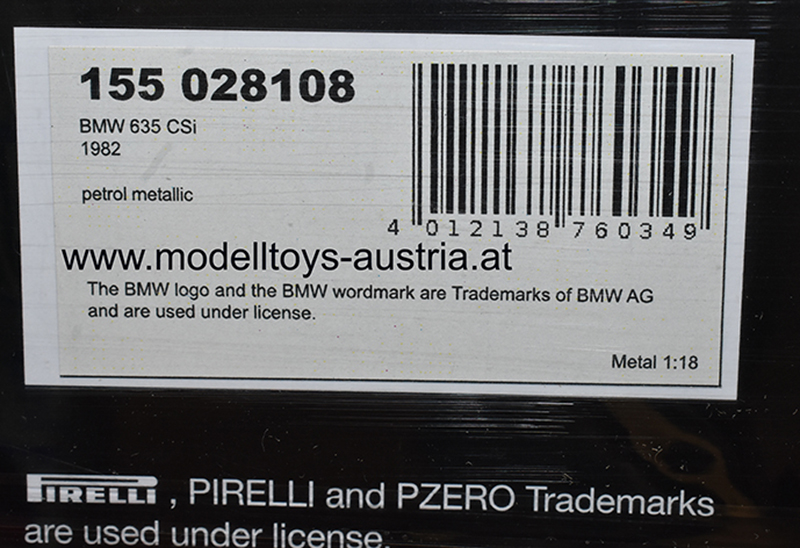 155 028108
BMW 635 CSi
1982
petrol metallic
4 012138 760349
www.modelltoys-austria.at
The BMW logo and the BMW wordmark are Trademarks of BMW AG
and are used under license.
Metal 1:18
PIRELLI, PIRELLI and PZERO Trademarks
are used under license.